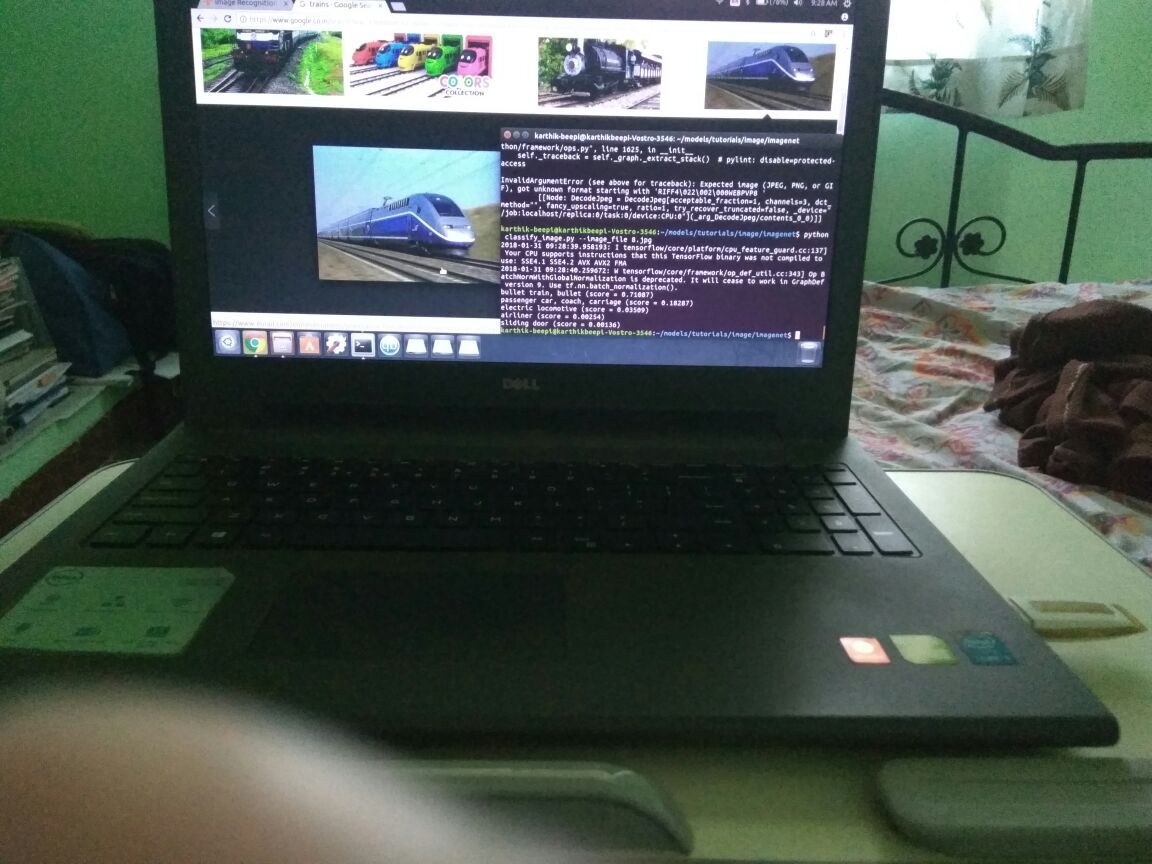 Image Recognition
trains - Google Sea
9:28 AM
COLORS
COLLECTION
karthik-beepi@karthikbeepi-Vostro-3546: ~/models/tutorials/image/imagenet
thon/framework/ops.py", line 1625, in __init__
self._traceback = self._graph._extract_stack()  # pylint: disable=protected-
access
InvalidArgumentError (see above for traceback): Expected image (JPEG, PNG, or GI
F), got unknown format starting with 'RIFF4\022\002\000WEBPVP8 '
[[Node: DecodeJpeg = DecodeJpeg[acceptable_fraction=1, channels=3, dct_
method="", fancy_upscaling=true, ratio=1, try_recover_truncated=false, _device="
/job:localhost/replica:0/task:0/device:CPU:0"](_arg_DecodeJpeg/contents_0_0)]]
karthik-beepi@karthikbeepi-Vostro-3546:~/models/tutorials/image/imagenet$ python
classify_image.py --image_file 8.jpg
2018-01-31 09:28:39.958193: I tensorflow/core/platform/cpu_feature_guard.cc:137]
Your CPU supports instructions that this TensorFlow binary was not compiled to
use: SSE4.1 SSE4.2 AVX AVX2 FMA
2018-01-31 09:28:40.259672: W tensorflow/core/framework/op_def_util.cc:343] Op B
atchNormWithGlobalNormalization is deprecated. It will cease to work in GraphDef
version 9. Use tf.nn.batch_normalization().
bullet train, bullet (score = 0.71087)
passenger car, coach, carriage (score = 0.18287)
electric locomotive (score = 0.03509)
airliner (score = 0.00254)
sliding door (score = 0.00136)
karthik-beepi@karthikbeepi-Vostro-3546:~/models/tutorials/image/imagenet$
DELL